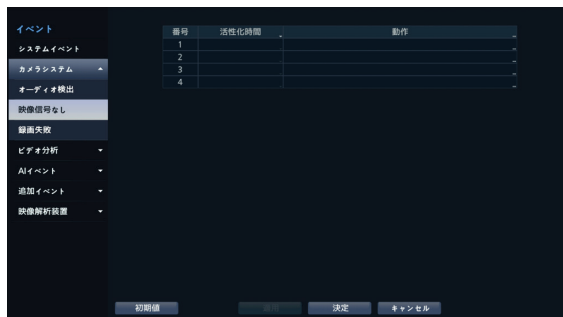 イベント
システムイベント
カメラシステム
オーディオ検出
映像信号なし
録画失敗
ビデオ分析
AIイベント
追加イベント
映像解析装置
番号 活性化時間 動作
1
2
3
4
初期値 適用 決定 キャンセル